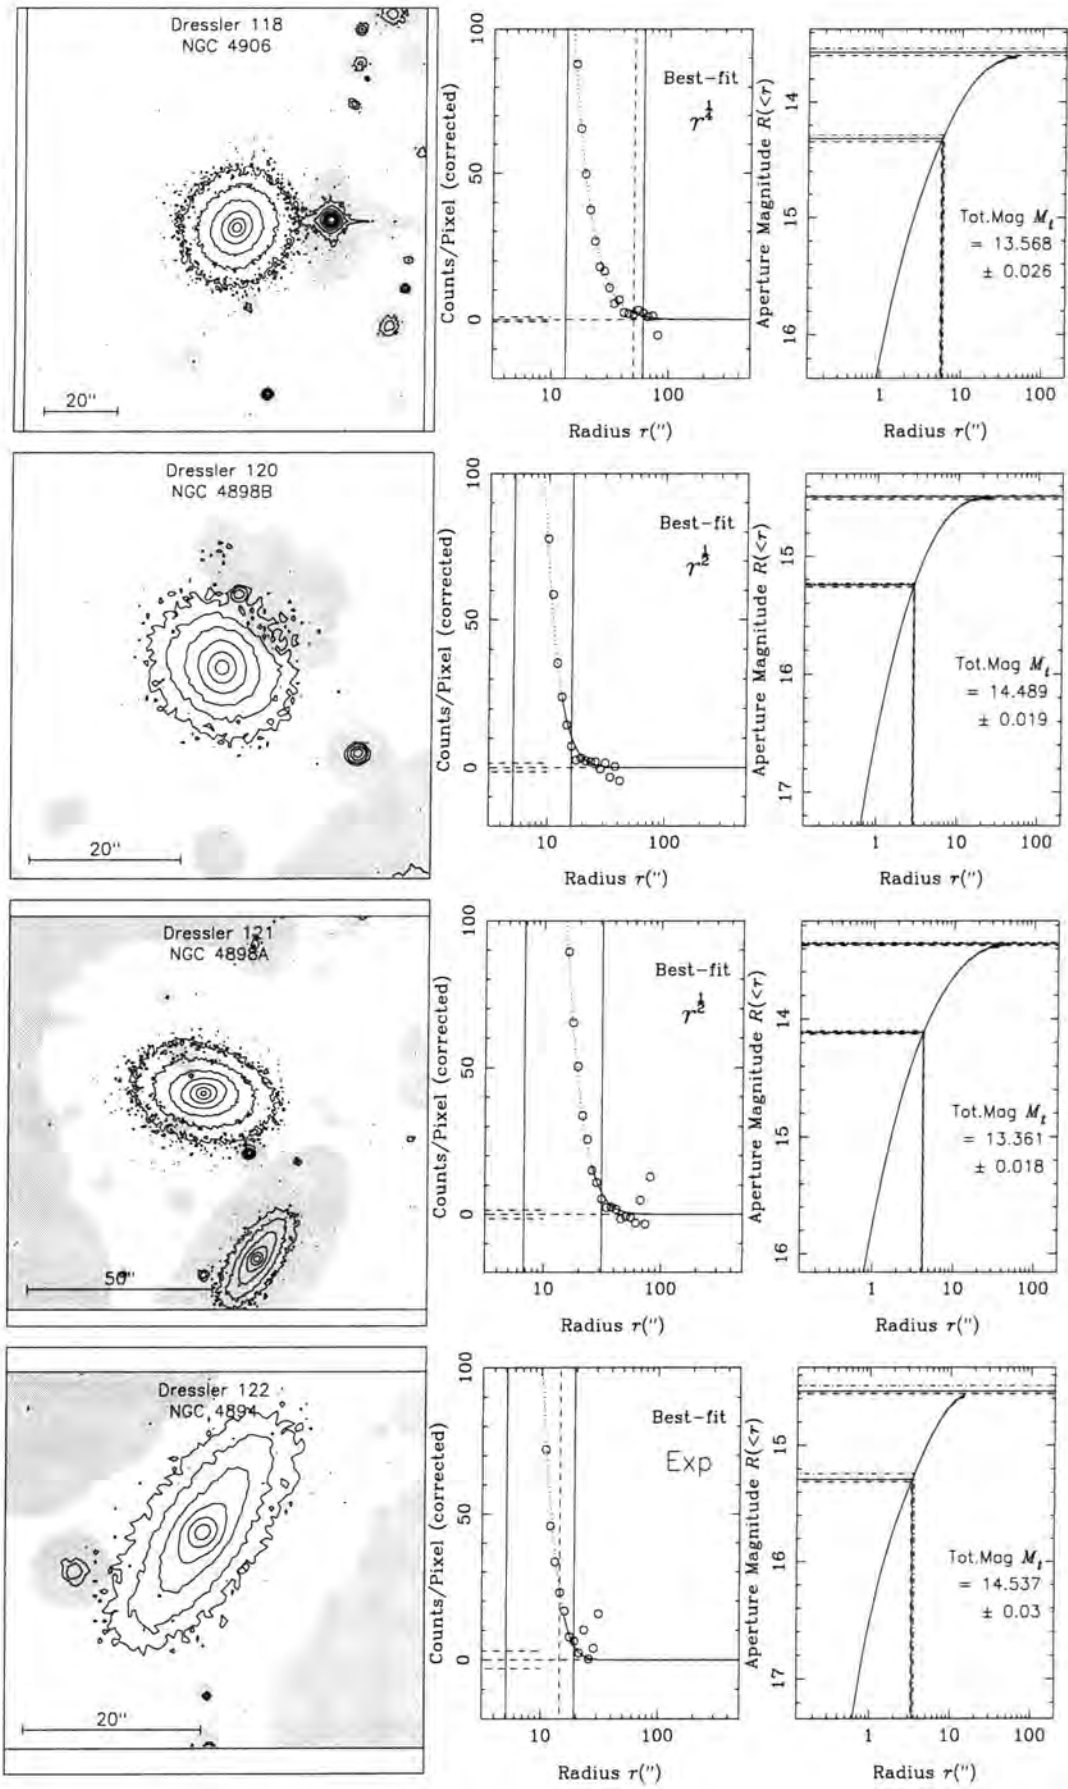 Dressler 118
NGC 4906
20"
Counts/Pixel (corrected)
100
50
0
Best-fit
r^{1/4}
10
100
Radius r(")
Aperture Magnitude R(<r)
14
15
16
Tot.Mag M_t
= 13.568
± 0.026
1
10
100
Radius r(")
Dressler 120
NGC 4898B
20"
Counts/Pixel (corrected)
100
50
0
Best-fit
r^{1/2}
10
100
Radius r(")
Aperture Magnitude R(<r)
15
16
17
Tot.Mag M_t
= 14.489
± 0.019
1
10
100
Radius r(")
Dressler 121
NGC 4898A
50"
Counts/Pixel (corrected)
100
50
0
Best-fit
r^{1/2}
10
100
Radius r(")
Aperture Magnitude R(<r)
14
15
16
Tot.Mag M_t
= 13.361
± 0.018
1
10
100
Radius r(")
Dressler 122
NGC 4894
20"
Counts/Pixel (corrected)
100
50
0
Best-fit
Exp
10
100
Radius r(")
Aperture Magnitude R(<r)
15
16
17
Tot.Mag M_t
= 14.537
± 0.03
1
10
100
Radius r(")